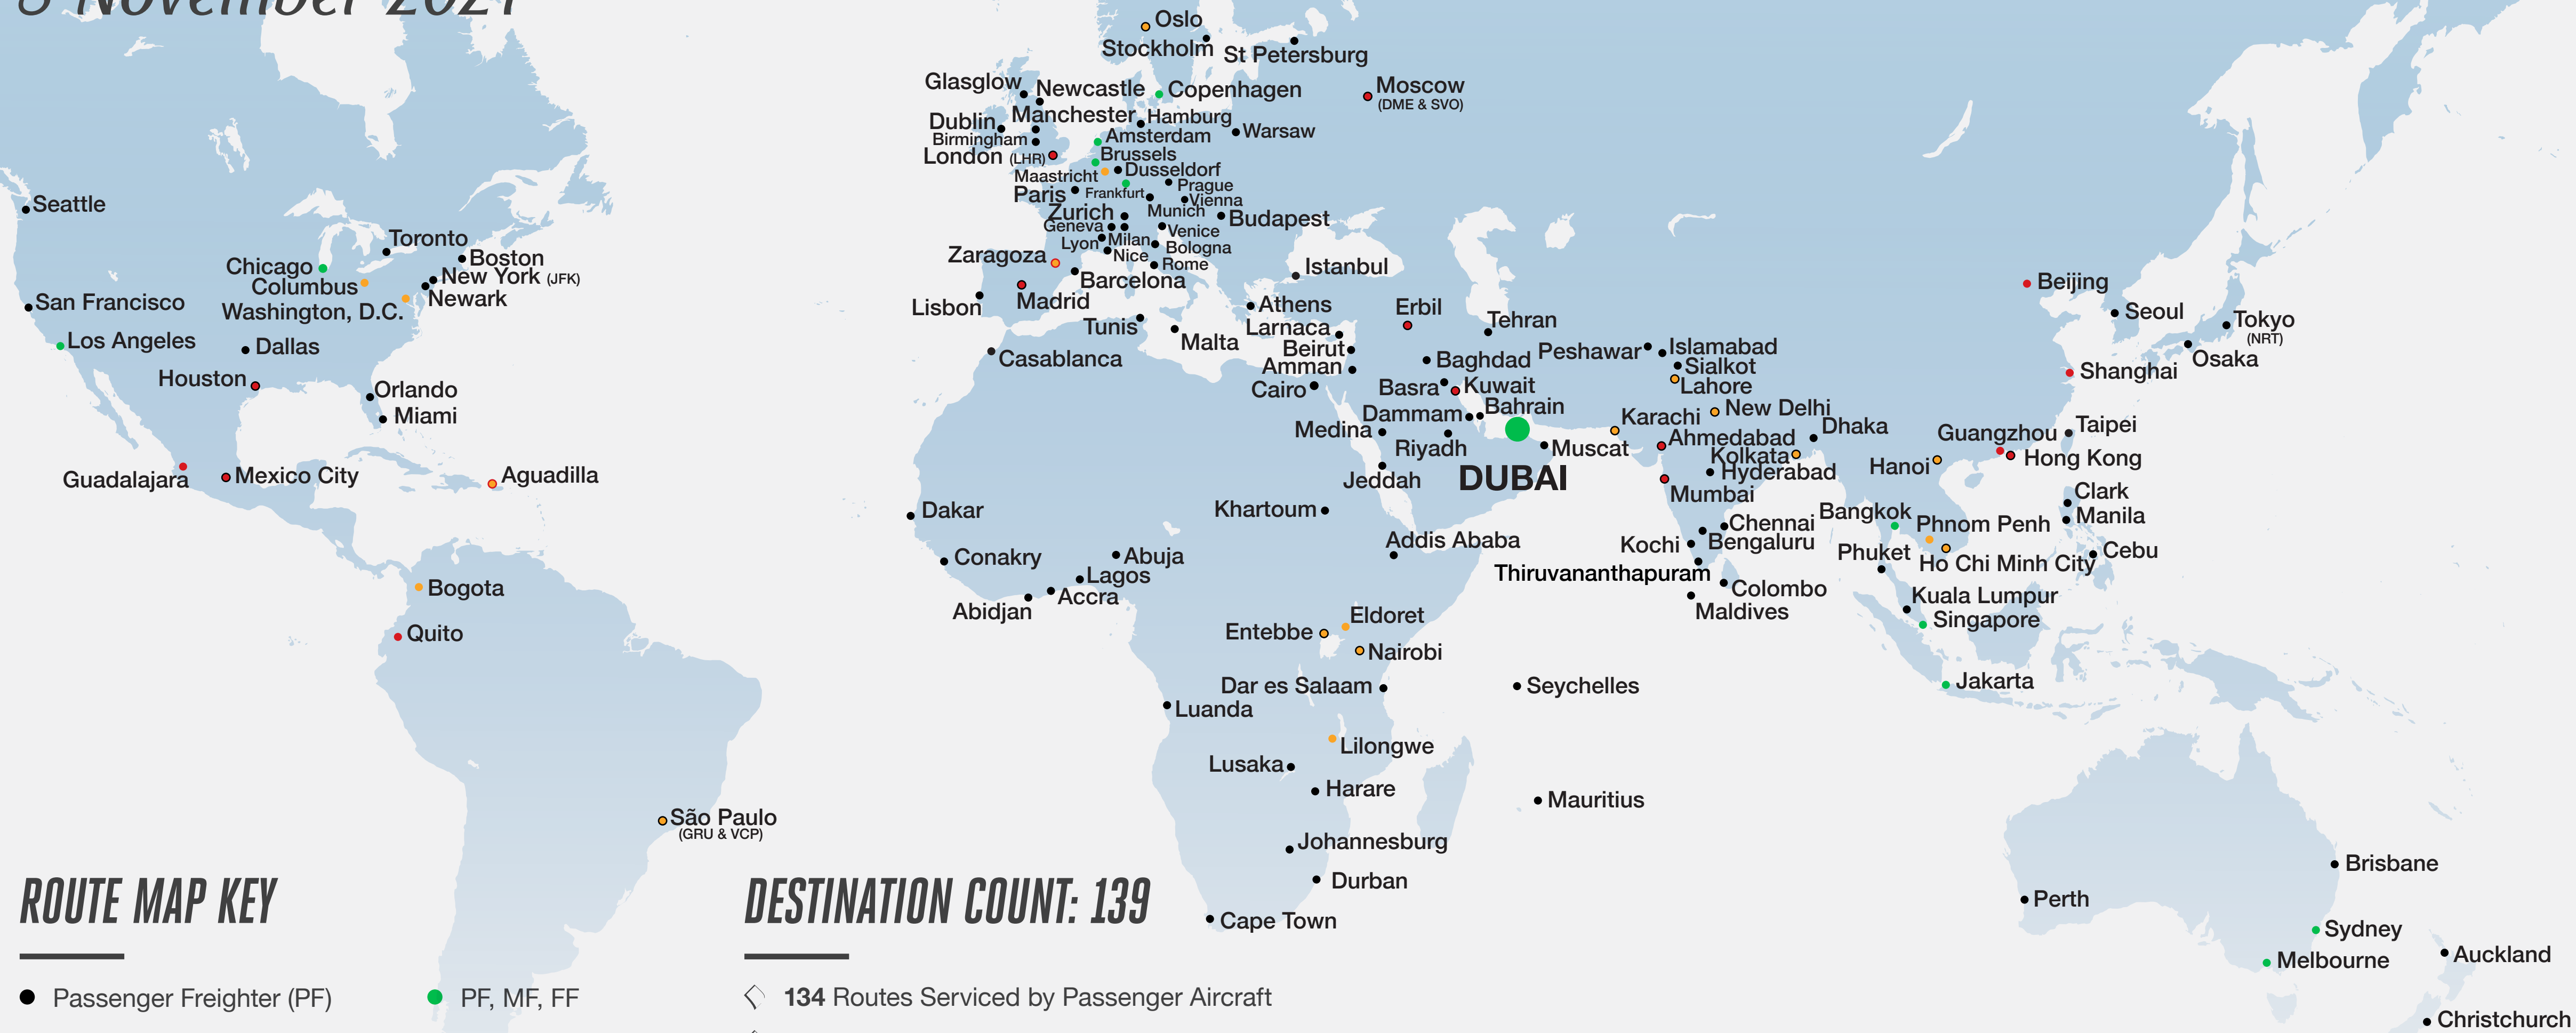 8 November 2021
Oslo
Stockholm
St Petersburg
Glasglow
Newcastle
Copenhagen
Moscow
(DME & SVO)
Dublin
Manchester
Hamburg
Birmingham
Amsterdam
Warsaw
London (LHR)
Brussels
Maastricht
Dusseldorf
Paris
Frankfurt
Prague
Vienna
Zurich
Munich
Budapest
Geneva
Venice
Lyon
Milan
Bologna
Zaragoza
Nice
Rome
Istanbul
Barcelona
Lisbon
Madrid
Athens
Tunis
Malta
Larnaca
Casablanca
Beirut
Amman
Cairo
Erbil
Tehran
Baghdad
Basra
Kuwait
Dammam
Bahrain
Medina
Riyadh
Jeddah
DUBAI
Muscat
Peshawar
Islamabad
Sialkot
Lahore
Karachi
New Delhi
Ahmedabad
Dhaka
Kolkata
Hyderabad
Mumbai
Chennai
Kochi
Bengaluru
Thiruvananthapuram
Colombo
Maldives
Seattle
Toronto
Chicago
Boston
Columbus
New York (JFK)
San Francisco
Washington, D.C.
Newark
Los Angeles
Dallas
Houston
Orlando
Miami
Guadalajara
Mexico City
Aguadilla
Bogota
Quito
São Paulo
(GRU & VCP)
Dakar
Conakry
Abuja
Lagos
Abidjan
Accra
Khartoum
Addis Ababa
Eldoret
Entebbe
Nairobi
Dar es Salaam
Seychelles
Luanda
Lilongwe
Lusaka
Harare
Mauritius
Johannesburg
Durban
Cape Town
Beijing
Seoul
Tokyo
(NRT)
Osaka
Shanghai
Guangzhou
Taipei
Hanoi
Hong Kong
Clark
Bangkok
Phnom Penh
Manila
Phuket
Ho Chi Minh City
Cebu
Kuala Lumpur
Singapore
Jakarta
Brisbane
Perth
Sydney
Melbourne
Auckland
Christchurch
ROUTE MAP KEY
Passenger Freighter (PF)
PF, MF, FF
DESTINATION COUNT: 139
134 Routes Serviced by Passenger Aircraft